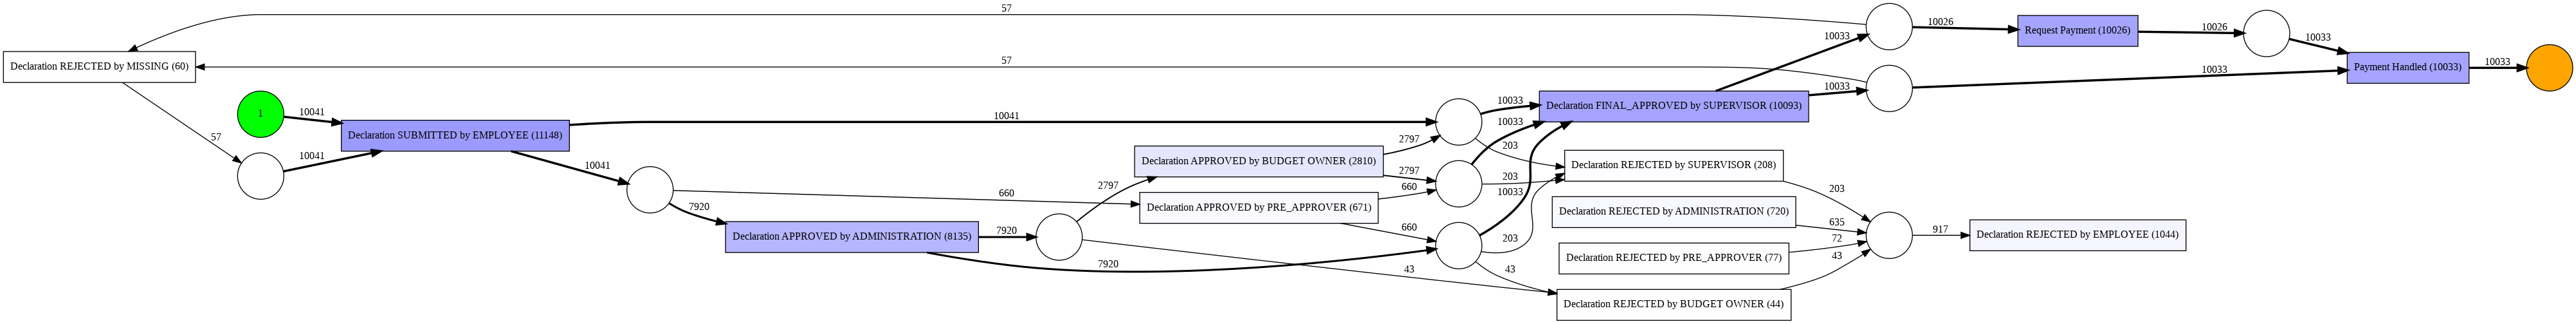 57
10026
Request Payment (10026)
10026
10033
10033
Declaration REJECTED by MISSING (60)
57
10033
10033
Payment Handled (10033)
10033
57
1
10041
10041
Declaration SUBMITTED by EMPLOYEE (11148)
10041
10041
10033
10033
10033
Declaration FINAL_APPROVED by SUPERVISOR (10093)
2797
203
Declaration APPROVED by BUDGET OWNER (2810)
2797
203
Declaration REJECTED by SUPERVISOR (208)
203
2797
660
7920
Declaration APPROVED by PRE_APPROVER (671)
660
660
Declaration REJECTED by ADMINISTRATION (720)
635
Declaration APPROVED by ADMINISTRATION (8135)
7920
7920
203
43
43
Declaration REJECTED by PRE_APPROVER (77)
72
43
917
Declaration REJECTED by EMPLOYEE (1044)
Declaration REJECTED by BUDGET OWNER (44)